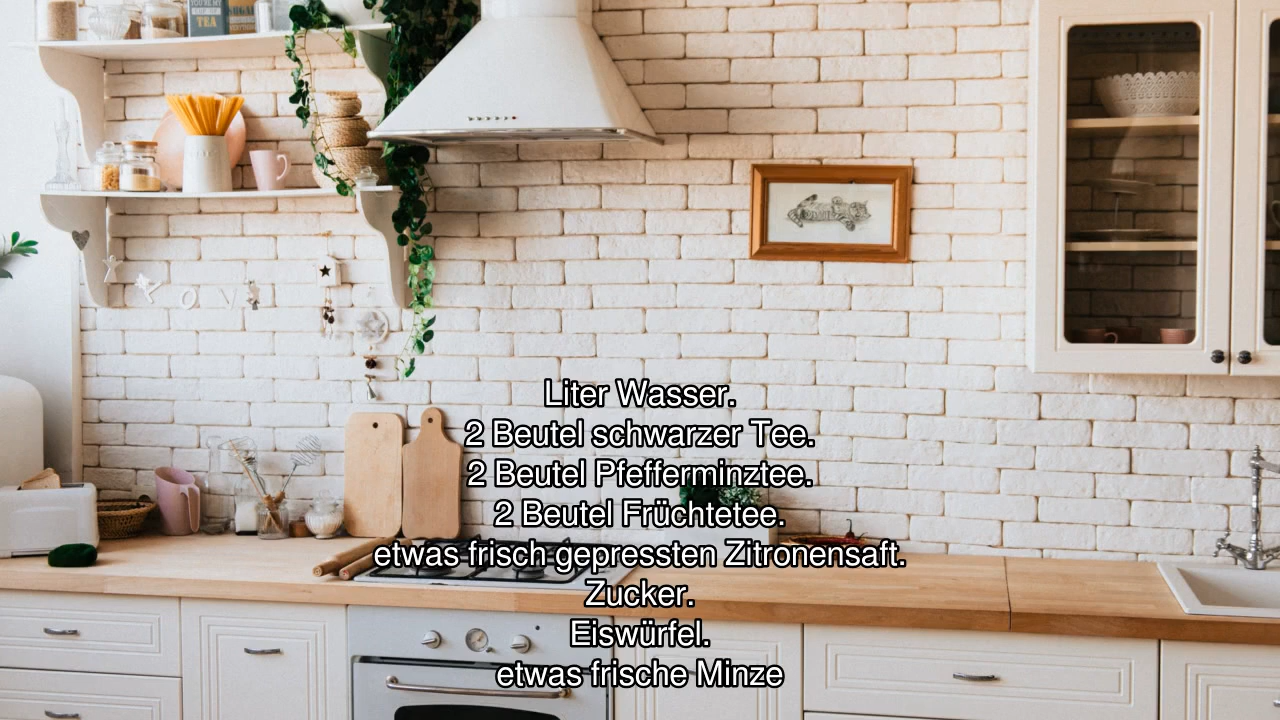 TEA
Liter Wasser.
2 Beutel schwarzer Tee.
2 Beutel Pfefferminztee.
2 Beutel Früchtetee.
etwas frisch gepressten Zitronensaft.
Zucker.
Eiswürfel.
etwas frische Minze